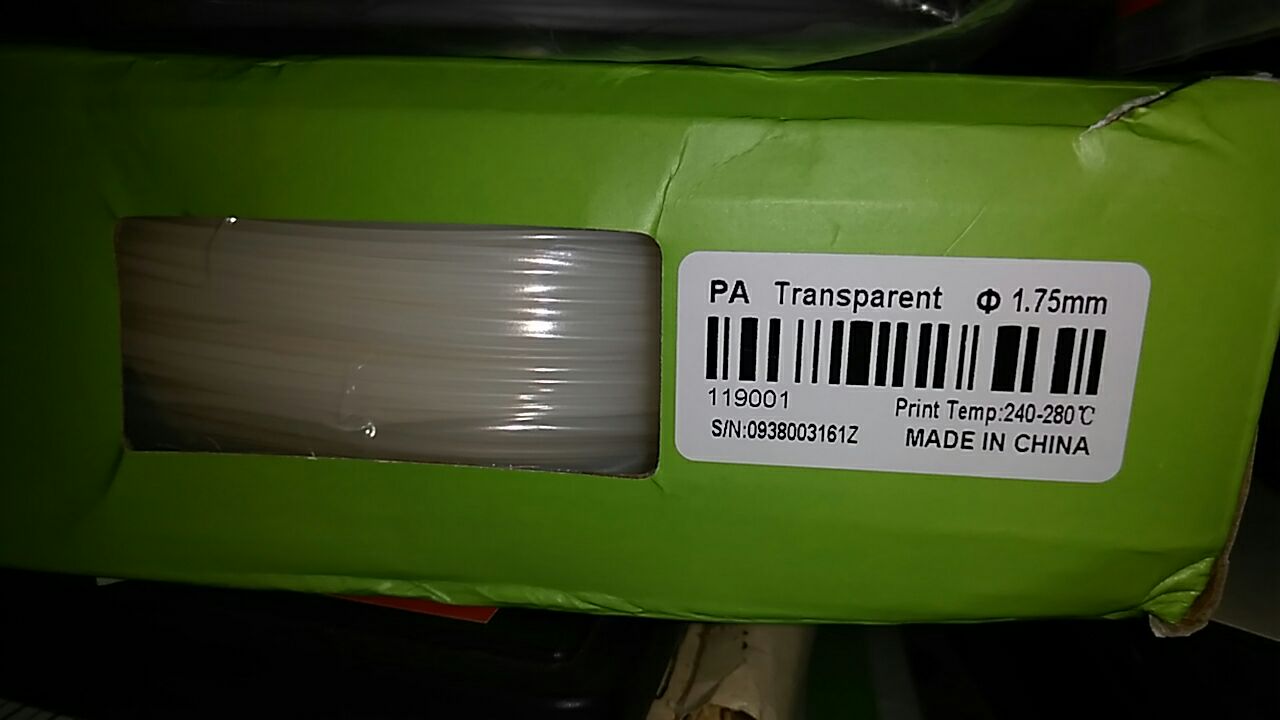 PA Transparent Φ 1.75mm
119001
Print Temp:240-280℃
S/N:0938003161Z
MADE IN CHINA